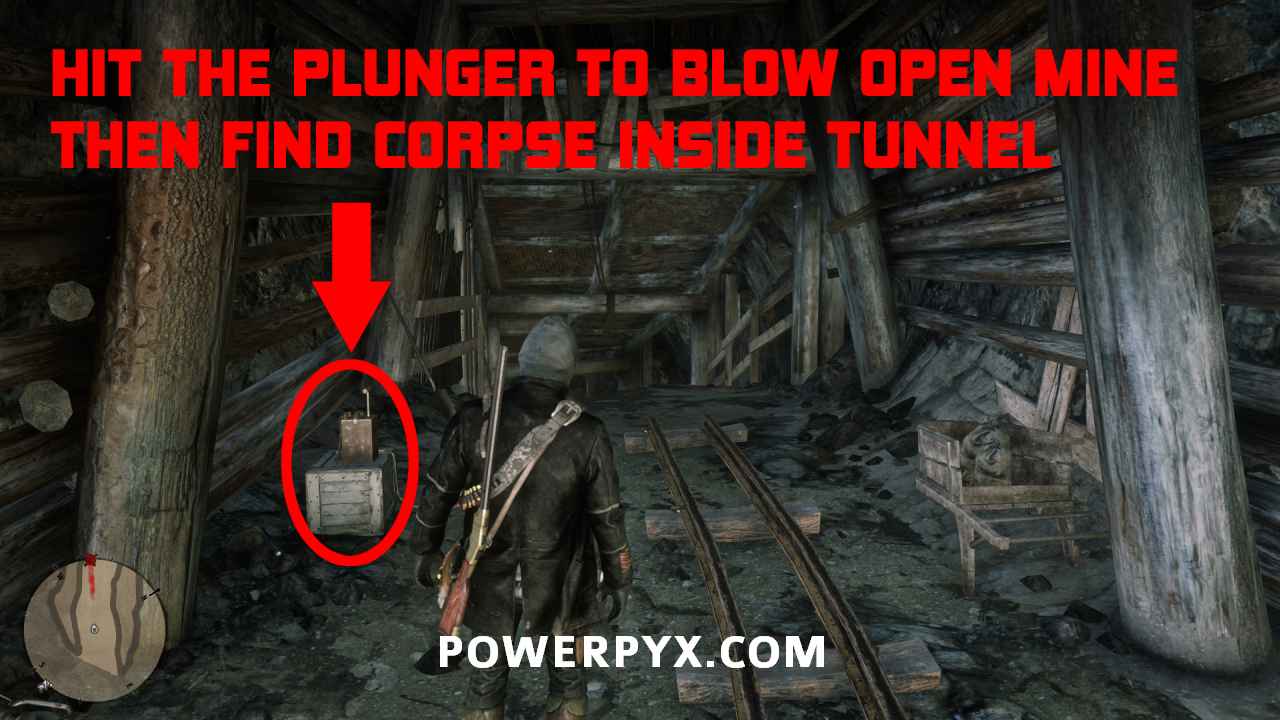 HIT THE PLUNGER TO BLOW OPEN MINE
THEN FIND CORPSE INSIDE TUNNEL
POWERPYX.COM